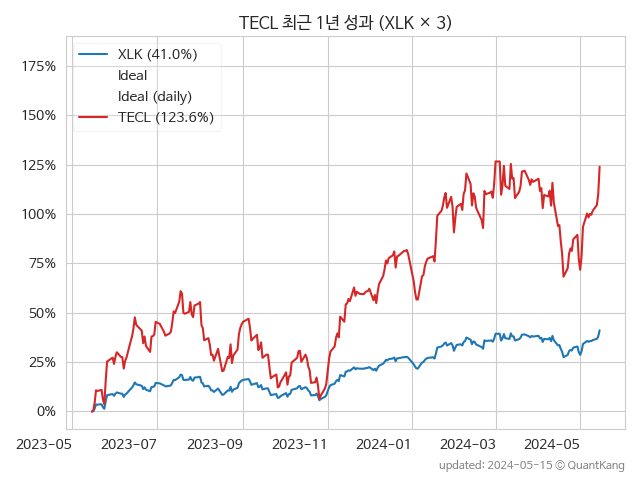 TECL 최근 1년 성과 (XLK × 3)
XLK (41.0%)
Ideal
Ideal (daily)
TECL (123.6%)
175%
150%
125%
100%
75%
50%
25%
0%
2023-05 2023-07 2023-09 2023-11 2024-01 2024-03 2024-05
updated: 2024-05-15 ⓒ QuantKang